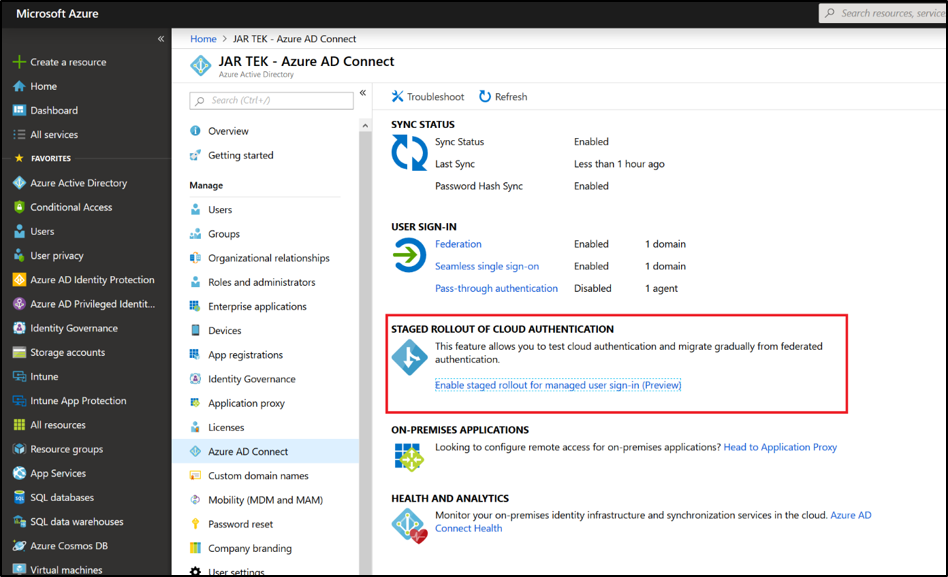 Microsoft Azure
Search resources, service
«
Create a resource
Home
Dashboard
All services
FAVORITES
Azure Active Directory
Conditional Access
Users
User privacy
Azure AD Identity Protection
Azure AD Privileged Identit...
Identity Governance
Storage accounts
Intune
Intune App Protection
All resources
Resource groups
App Services
SQL databases
SQL data warehouses
Azure Cosmos DB
Virtual machines
Home > JAR TEK - Azure AD Connect
JAR TEK - Azure AD Connect
Azure Active Directory
Search (Ctrl+/)
«
Overview
Getting started
Manage
Users
Groups
Organizational relationships
Roles and administrators
Enterprise applications
Devices
App registrations
Identity Governance
Application proxy
Licenses
Azure AD Connect
Custom domain names
Mobility (MDM and MAM)
Password reset
Company branding
User settings
Troubleshoot Refresh
SYNC STATUS
Sync Status Enabled
Last Sync Less than 1 hour ago
Password Hash Sync Enabled
USER SIGN-IN
Federation Enabled 1 domain
Seamless single sign-on Enabled 1 domain
Pass-through authentication Disabled 1 agent
STAGED ROLLOUT OF CLOUD AUTHENTICATION
This feature allows you to test cloud authentication and migrate gradually from federated
authentication.
Enable staged rollout for managed user sign-in (Preview)
ON-PREMISES APPLICATIONS
Looking to configure remote access for on-premises applications? Head to Application Proxy
HEALTH AND ANALYTICS
Monitor your on-premises identity infrastructure and synchronization services in the cloud. Azure AD
Connect Health